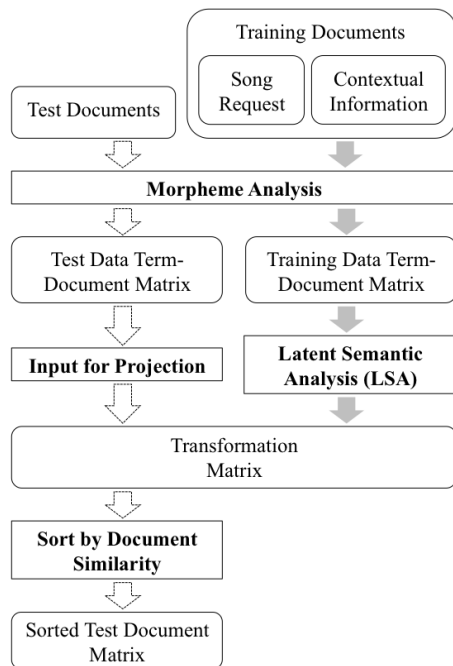 Training Documents
Song
Request
Contextual
Information
Test Documents
Morpheme Analysis
Test Data Term-
Document Matrix
Training Data Term-
Document Matrix
Input for Projection
Latent Semantic
Analysis (LSA)
Transformation
Matrix
Sort by Document
Similarity
Sorted Test Document
Matrix